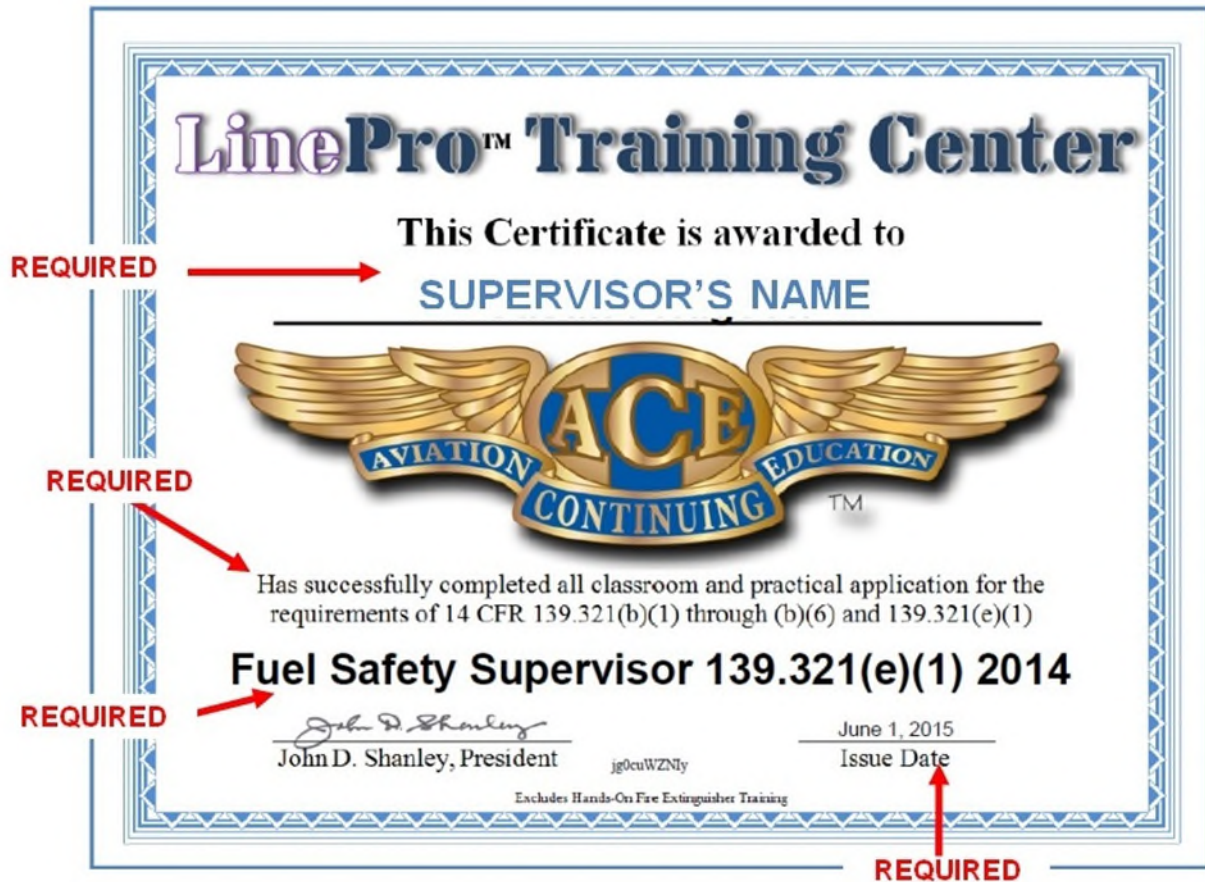 LinePro™ Training Center
This Certificate is awarded to
REQUIRED
SUPERVISOR'S NAME
ACE
AVIATION
EDUCATION
CONTINUING
TM
REQUIRED
Has successfully completed all classroom and practical application for the
requirements of 14 CFR 139.321(b)(1) through (b)(6) and 139.321(e)(1)
Fuel Safety Supervisor 139.321(e)(1) 2014
REQUIRED
John D. Shanley
June 1, 2015
John D. Shanley, President
jg0cuWZNIy
Issue Date
Excludes Hands-On Fire Extinguisher Training
REQUIRED